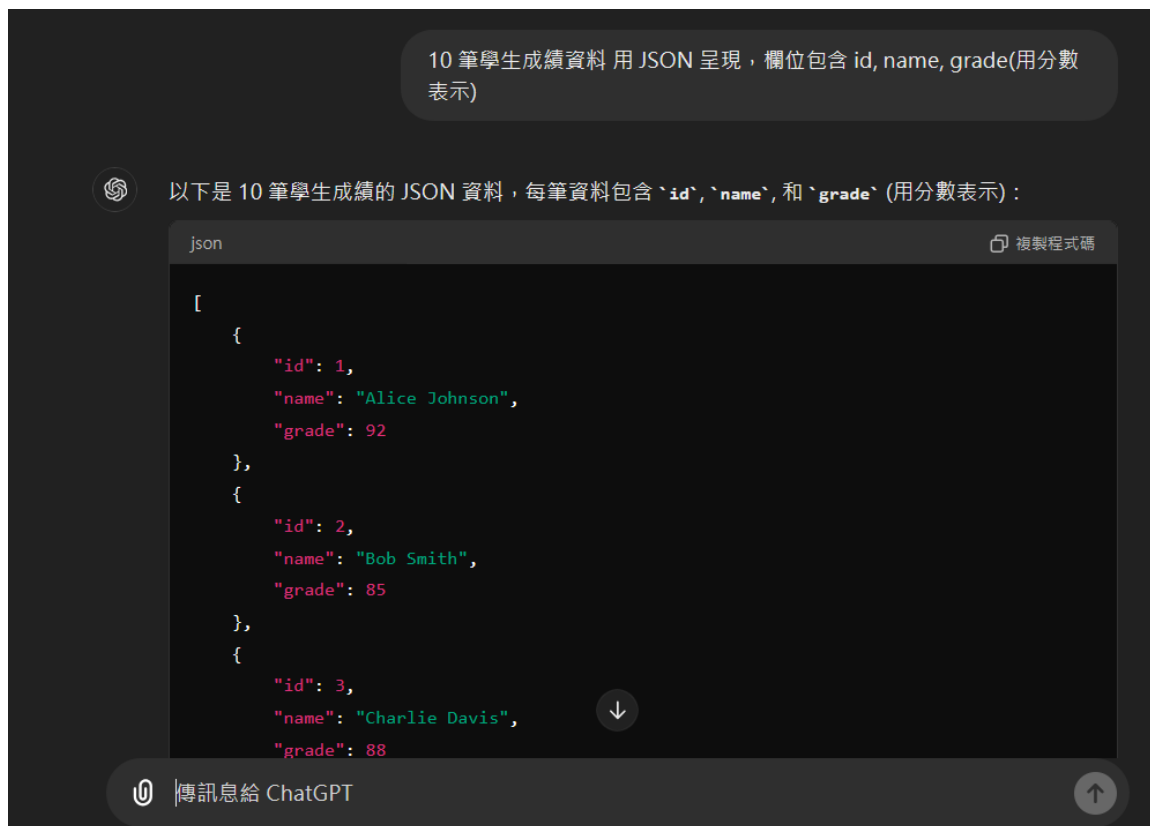 10 筆學生成績資料 用 JSON 呈現，欄位包含 id, name, grade(用分數
表示)
以下是 10 筆學生成績的 JSON 資料，每筆資料包含 `id`, `name`, 和 `grade` (用分數表示)：
json
複製程式碼
[
    {
        "id": 1,
        "name": "Alice Johnson",
        "grade": 92
    },
    {
        "id": 2,
        "name": "Bob Smith",
        "grade": 85
    },
    {
        "id": 3,
        "name": "Charlie Davis",
        "grade": 88
傳訊息給 ChatGPT